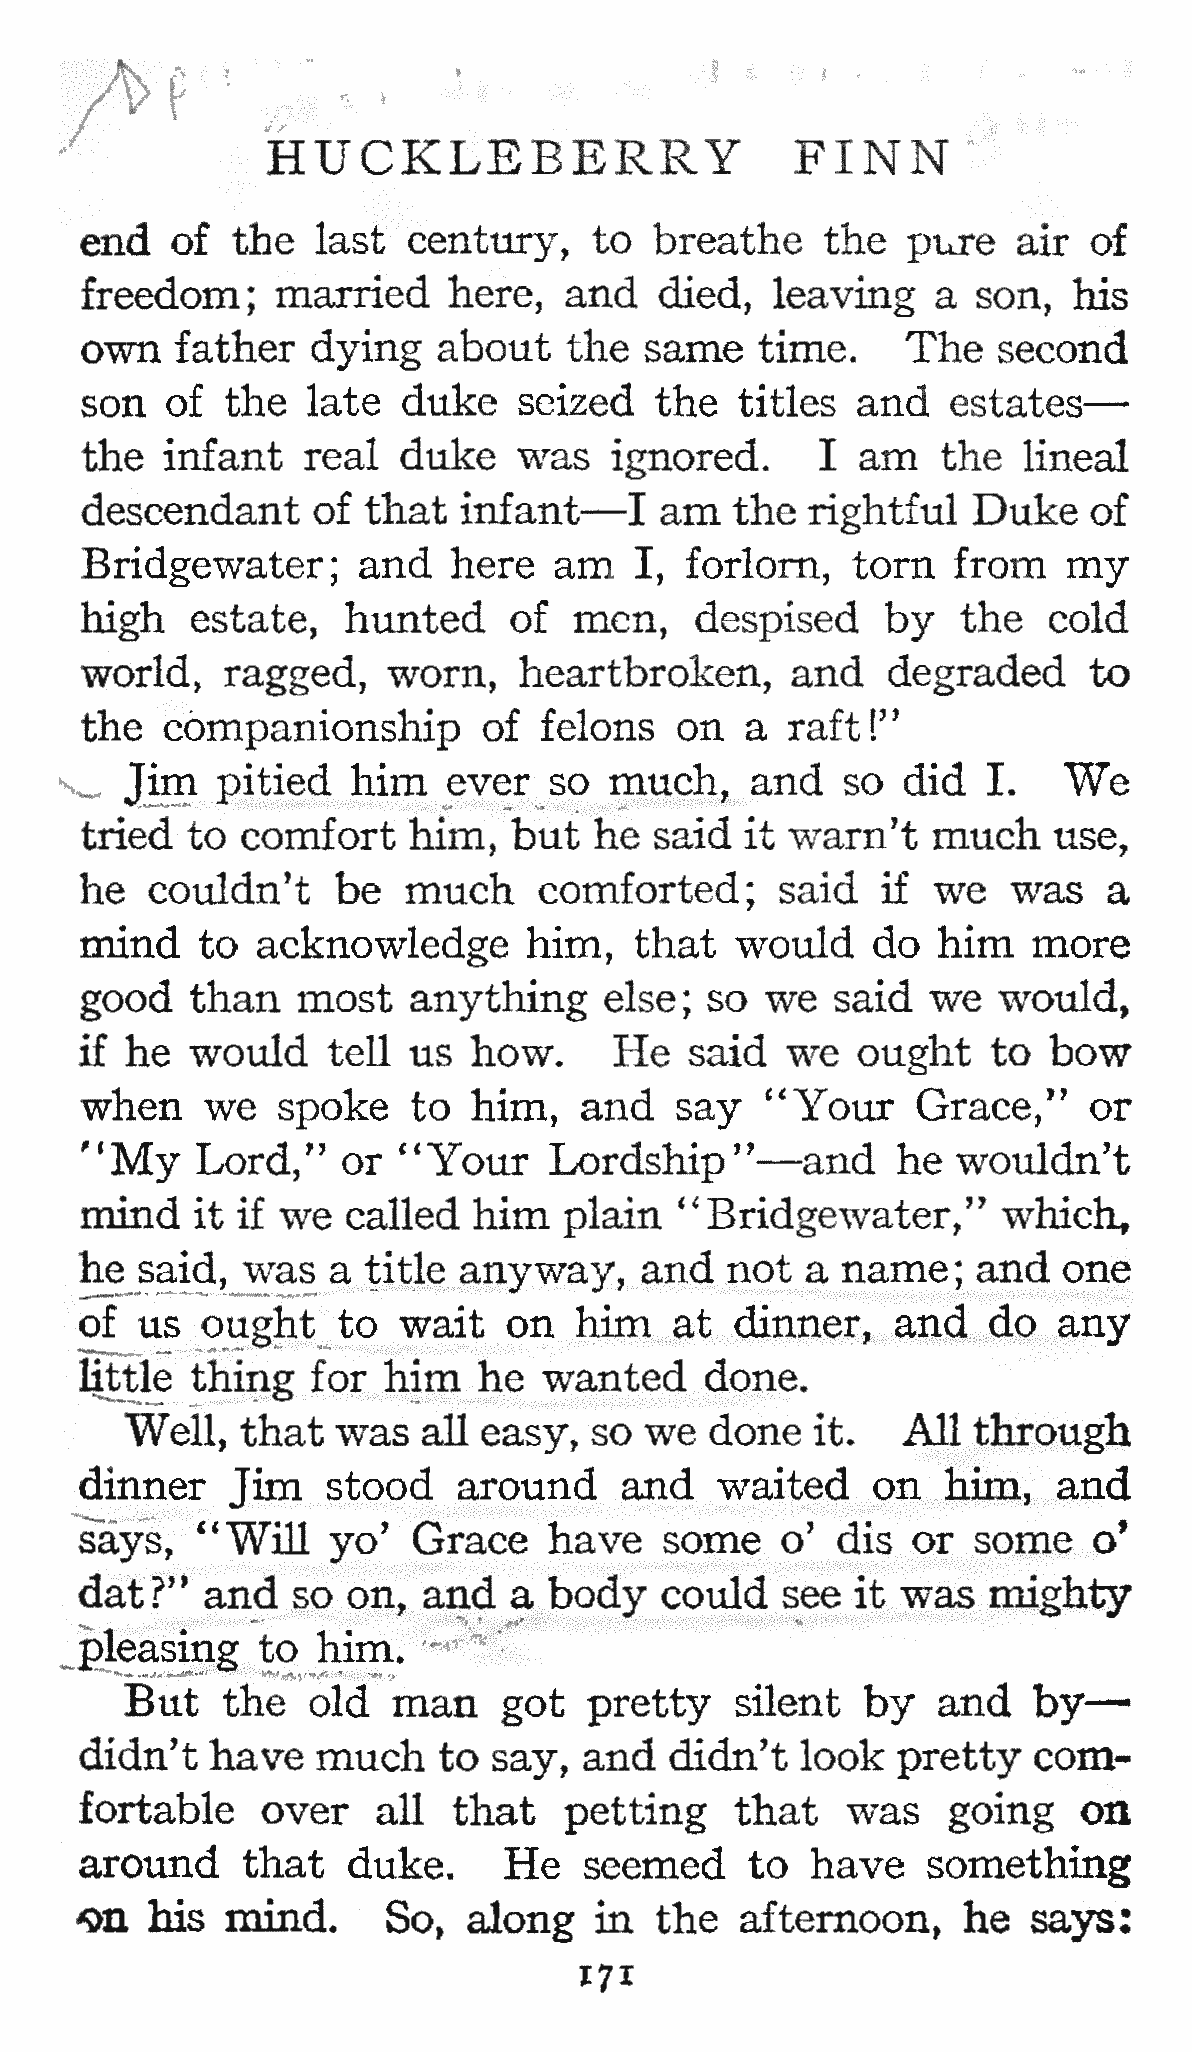 HUCKLEBERRY FINN
end of the last century, to breathe the pure air of
freedom; married here, and died, leaving a son, his
own father dying about the same time. The second
son of the late duke seized the titles and estates—
the infant real duke was ignored. I am the lineal
descendant of that infant—I am the rightful Duke of
Bridgewater; and here am I, forlorn, torn from my
high estate, hunted of men, despised by the cold
world, ragged, worn, heartbroken, and degraded to
the companionship of felons on a raft!”
Jim pitied him ever so much, and so did I. We
tried to comfort him, but he said it warn’t much use,
he couldn’t be much comforted; said if we was a
mind to acknowledge him, that would do him more
good than most anything else; so we said we would,
if he would tell us how. He said we ought to bow
when we spoke to him, and say “Your Grace,” or
“My Lord,” or “Your Lordship”—and he wouldn’t
mind it if we called him plain “Bridgewater,” which,
he said, was a title anyway, and not a name; and one
of us ought to wait on him at dinner, and do any
little thing for him he wanted done.
Well, that was all easy, so we done it. All through
dinner Jim stood around and waited on him, and
says, “Will yo’ Grace have some o’ dis or some o’
dat?” and so on, and a body could see it was mighty
pleasing to him.
But the old man got pretty silent by and by—
didn’t have much to say, and didn’t look pretty com-
fortable over all that petting that was going on
around that duke. He seemed to have something
on his mind. So, along in the afternoon, he says:
171